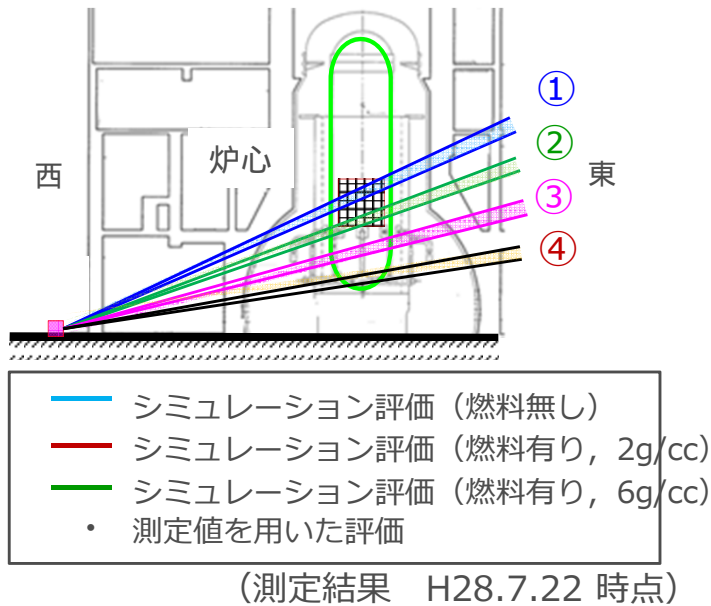 ①
②
炉心
西
東
③
④
シミュレーション評価（燃料無し）
シミュレーション評価（燃料有り，2g/cc）
シミュレーション評価（燃料有り，6g/cc）
・ 測定値を用いた評価
（測定結果　H28.7.22 時点）